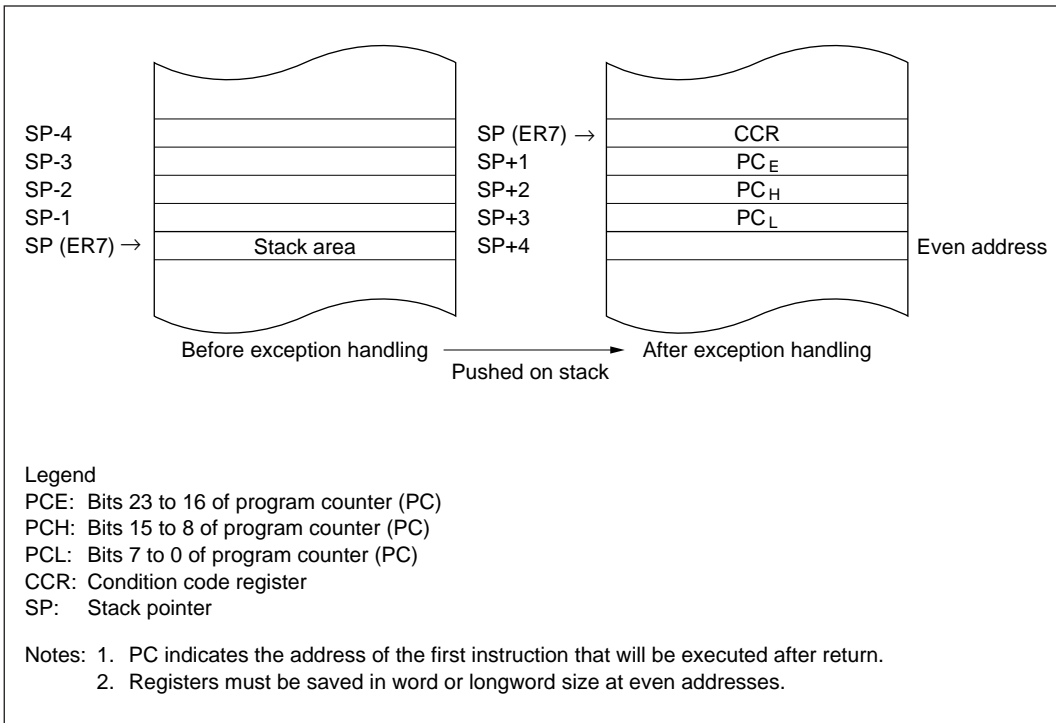 SP-4
SP-3
SP-2
SP-1
SP (ER7) →
Stack area
SP (ER7) → CCR
SP+1 PCE
SP+2 PCH
SP+3 PCL
SP+4
Even address
Before exception handling
Pushed on stack
After exception handling
Legend
PCE: Bits 23 to 16 of program counter (PC)
PCH: Bits 15 to 8 of program counter (PC)
PCL: Bits 7 to 0 of program counter (PC)
CCR: Condition code register
SP: Stack pointer
Notes: 1. PC indicates the address of the first instruction that will be executed after return.
2. Registers must be saved in word or longword size at even addresses.